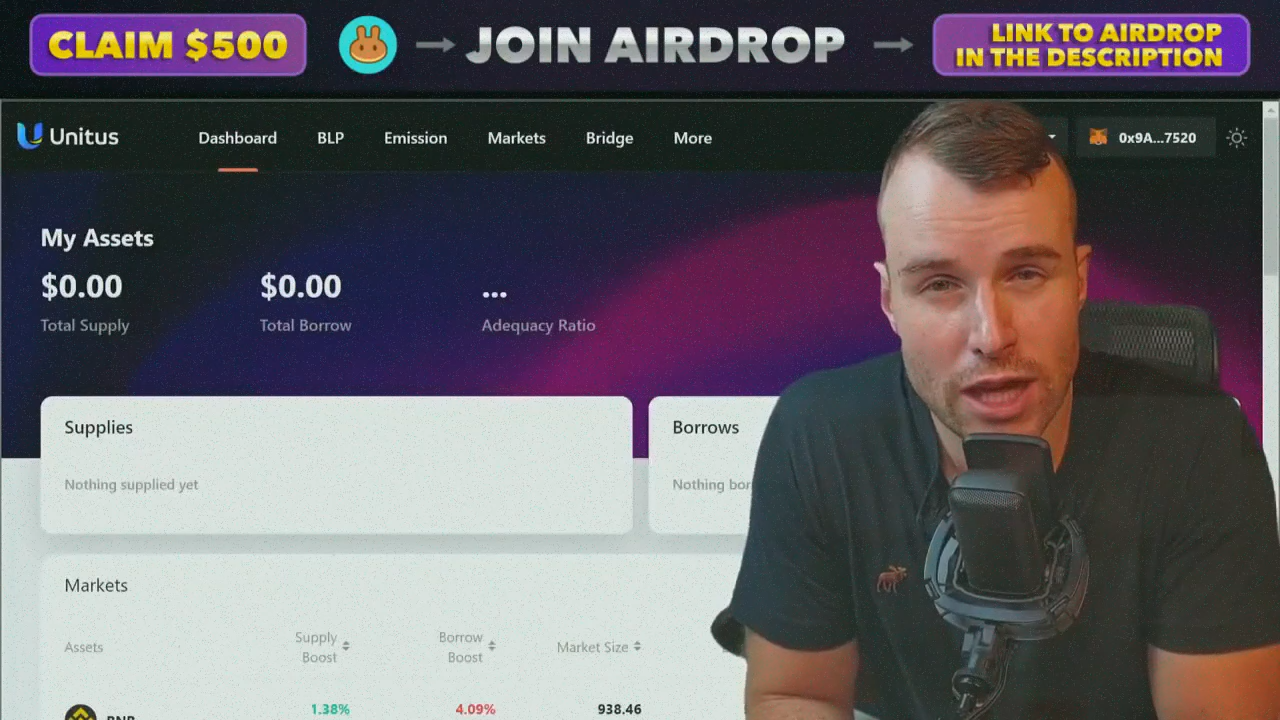 CLAIM $500
JOIN AIRDROP
LINK TO AIRDROP
IN THE DESCRIPTION
Unitus
Dashboard
BLP
Emission
Markets
Bridge
More
0x9A...7520
My Assets
$0.00
$0.00
...
Total Supply
Total Borrow
Adequacy Ratio
Supplies
Borrows
Nothing supplied yet
Nothing
Markets
Assets
Supply
Boost
Borrow
Boost
Market Size
BNB
1.38%
4.09%
938.46